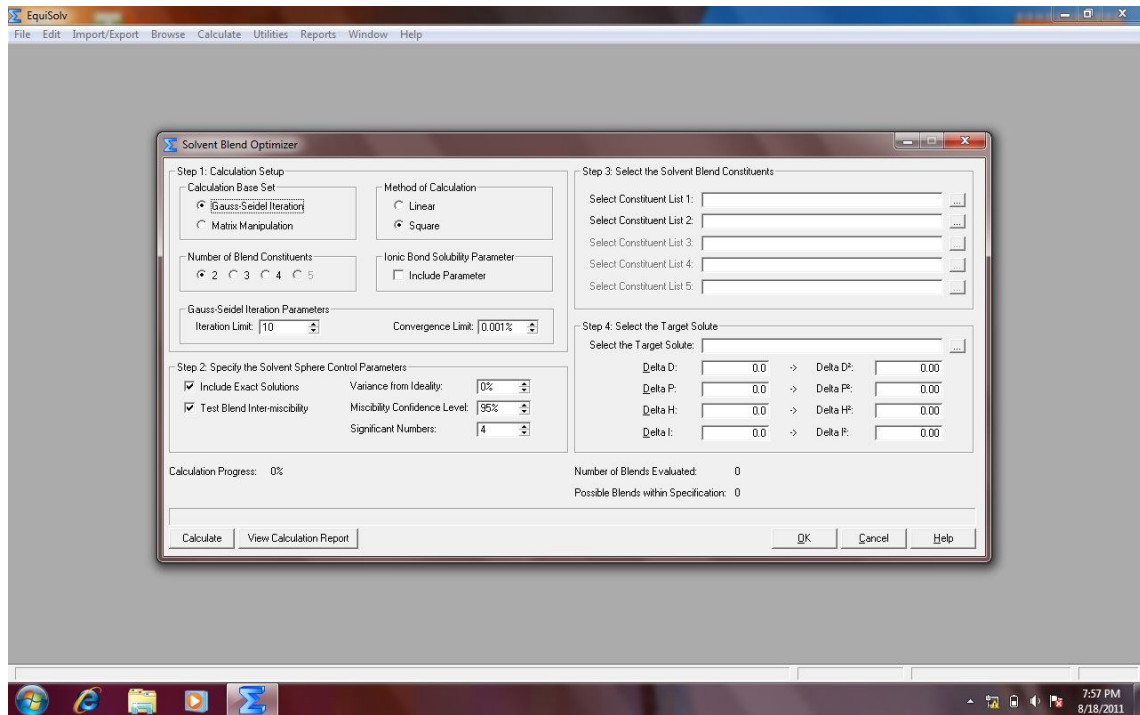 EquiSolv
File Edit Import/Export Browse Calculate Utilities Reports Window Help
Solvent Blend Optimizer
Step 1: Calculation Setup
Calculation Base Set
Gauss-Seidel Iteration
Matrix Manipulation
Method of Calculation
Linear
Square
Number of Blend Constituents
2 3 4 5
Ionic Bond Solubility Parameter
Include Parameter
Gauss-Seidel Iteration Parameters
Iteration Limit: 10 Convergence Limit: 0.001%
Step 2: Specify the Solvent Sphere Control Parameters
Include Exact Solutions Variance from Ideality: 0%
Test Blend Inter-miscibility Miscibility Confidence Level: 95%
Significant Numbers: 4
Step 3: Select the Solvent Blend Constituents
Select Constituent List 1: ...
Select Constituent List 2: ...
Select Constituent List 3: ...
Select Constituent List 4: ...
Select Constituent List 5: ...
Step 4: Select the Target Solute
Select the Target Solute: ...
Delta D: 0.0 -> Delta D²: 0.00
Delta P: 0.0 -> Delta P²: 0.00
Delta H: 0.0 -> Delta H²: 0.00
Delta I: 0.0 -> Delta I²: 0.00
Calculation Progress: 0%
Number of Blends Evaluated: 0
Possible Blends within Specification: 0
Calculate View Calculation Report OK Cancel Help
7:57 PM
8/18/2011